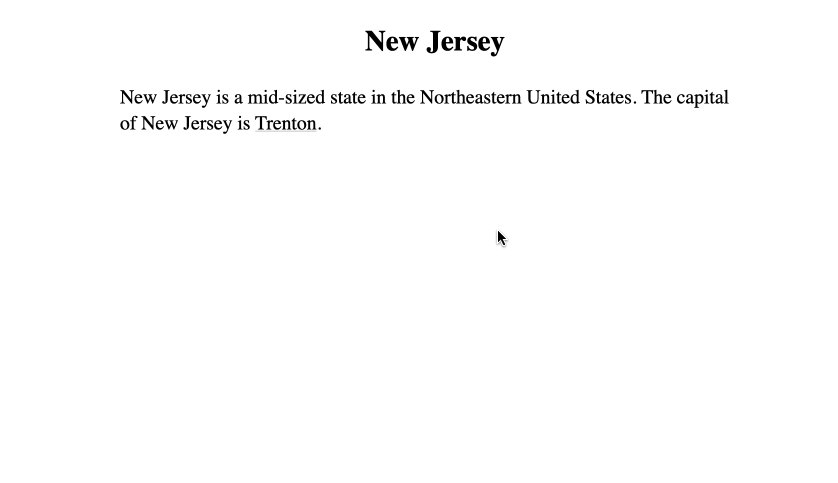 New Jersey
New Jersey is a mid-sized state in the Northeastern United States. The capital
of New Jersey is Trenton.